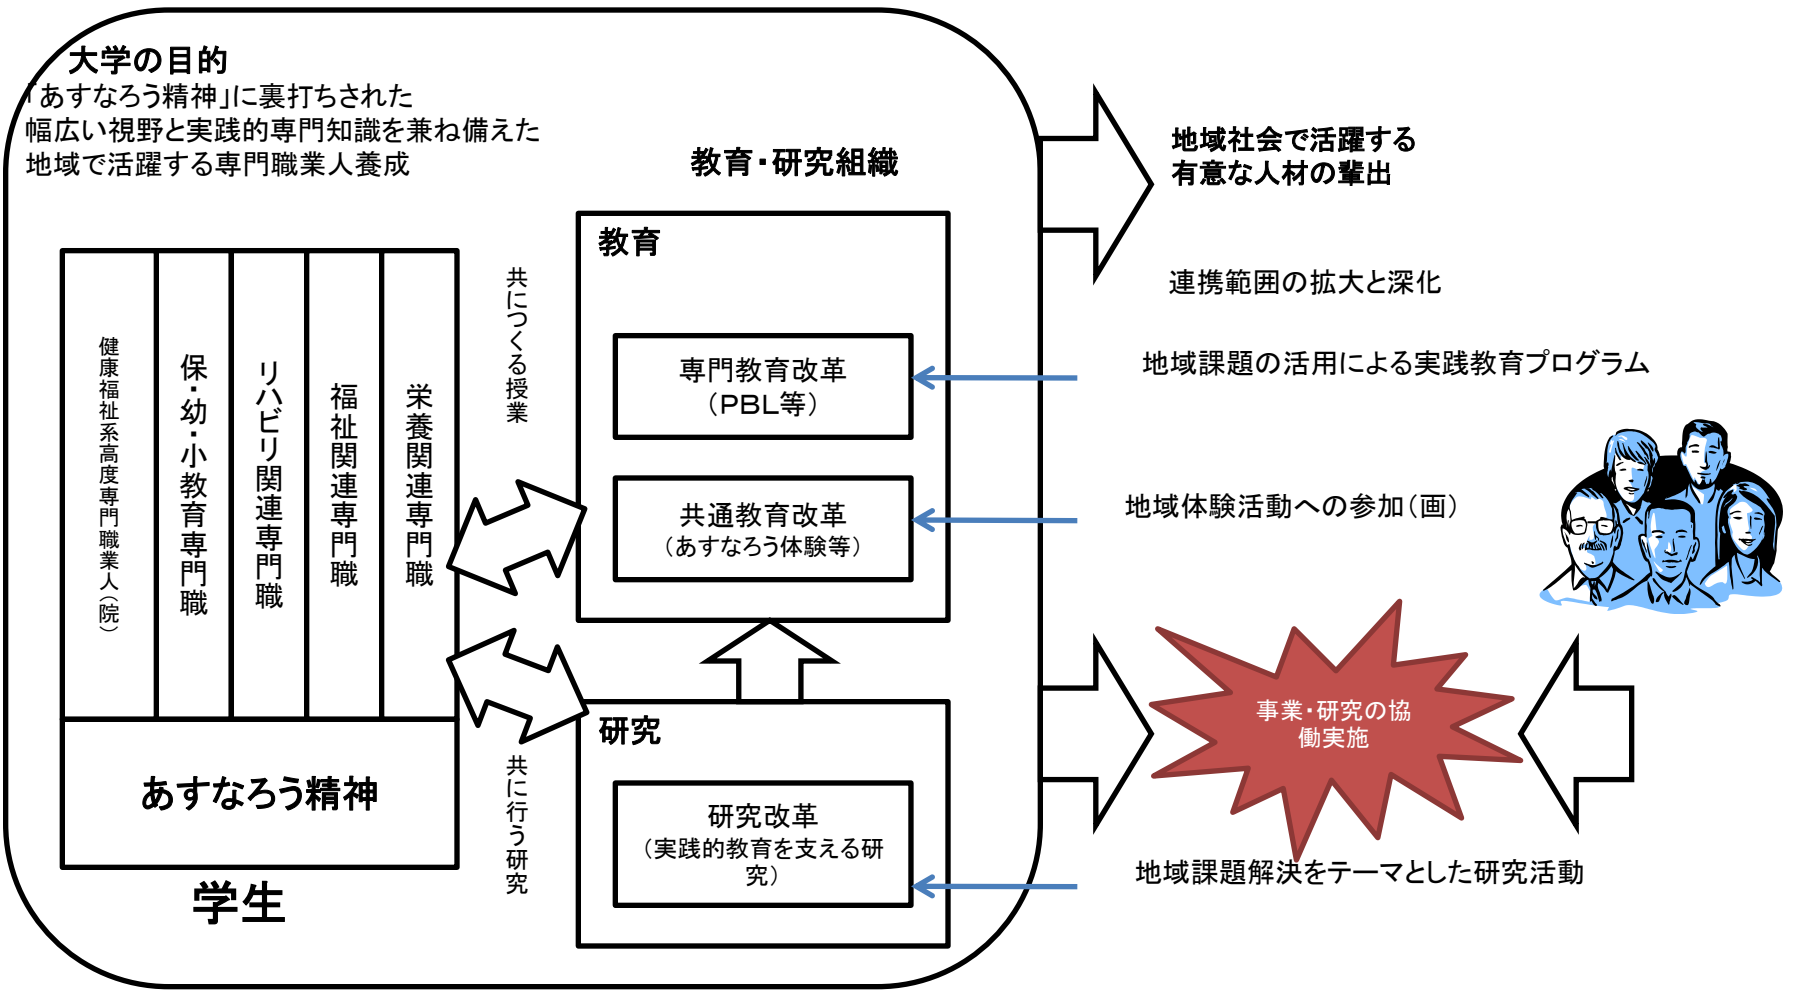 大学の目的
「あすなろう精神」に裏打ちされた
幅広い視野と実践的専門知識を兼ね備えた
地域で活躍する専門職業人養成
健康福祉系高度専門職業人（院）
保・幼・小教育専門職
リハビリ関連専門職
福祉関連専門職
栄養関連専門職
あすなろう精神
学生
共につくる授業
共に行う研究
教育・研究組織
教育
専門教育改革
（ＰＢＬ等）
共通教育改革
（あすなろう体験等）
研究
研究改革
（実践的教育を支える研
究）
地域社会で活躍する
有意な人材の輩出
連携範囲の拡大と深化
地域課題の活用による実践教育プログラム
地域体験活動への参加（画）
事業・研究の協
働実施
地域課題解決をテーマとした研究活動